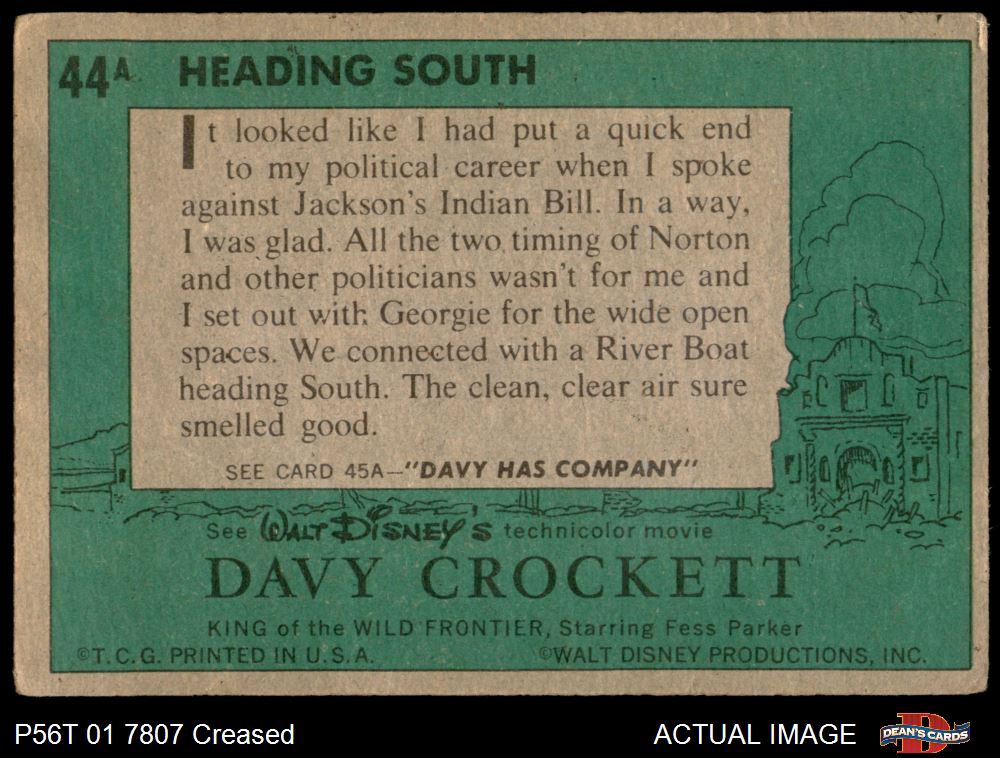 44A HEADING SOUTH
It looked like I had put a quick end
to my political career when I spoke
against Jackson's Indian Bill. In a way,
I was glad. All the two timing of Norton
and other politicians wasn't for me and
I set out with Georgie for the wide open
spaces. We connected with a River Boat
heading South. The clean, clear air sure
smelled good.
SEE CARD 45A—"DAVY HAS COMPANY"
See WALT DISNEY'S technicolor movie
DAVY CROCKETT
KING of the WILD FRONTIER, Starring Fess Parker
©T.C.G. PRINTED IN U.S.A. ©WALT DISNEY PRODUCTIONS, INC.
P56T 01 7807 Creased ACTUAL IMAGE DEAN'S CARDS